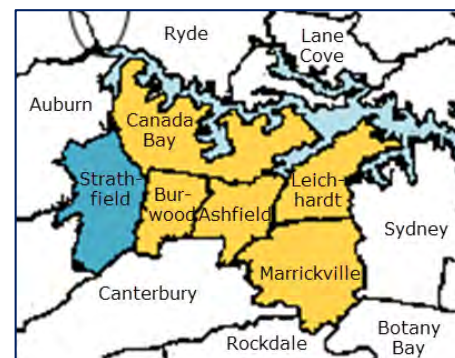 Ryde
Lane
Cove
Auburn
Canada
Bay
Strath-
field
Bur-
wood
Ashfield
Leich-
hardt
Sydney
Marrickville
Canterbury
Rockdale
Botany
Bay